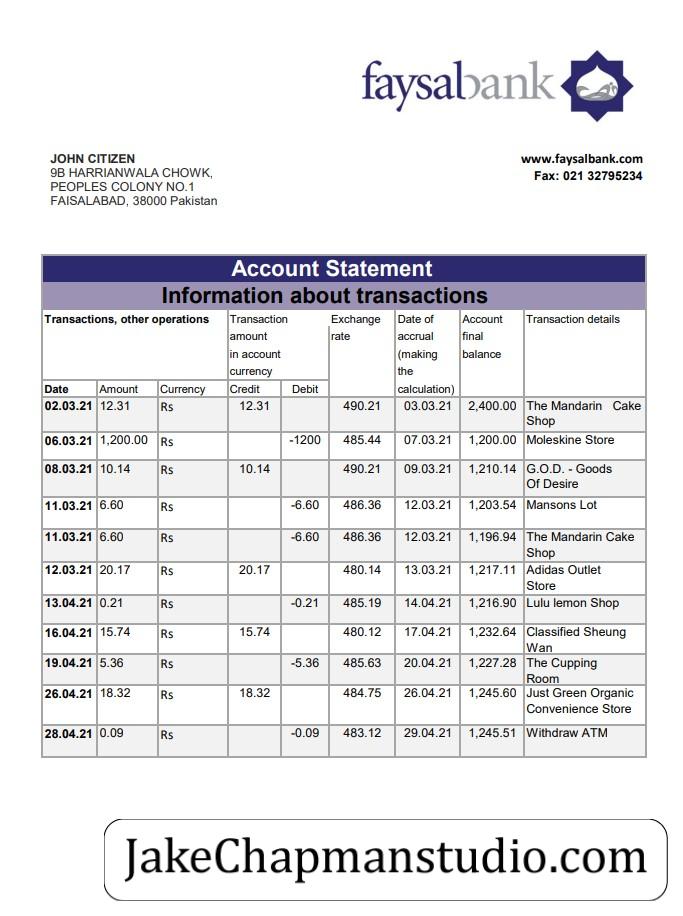 faysalbank
JOHN CITIZEN
9B HARRIANWALA CHOWK,
PEOPLES COLONY NO.1
FAISALABAD, 38000 Pakistan
www.faysalbank.com
Fax: 021 32795234
Account Statement
Information about transactions
Transactions, other operations Transaction amount in account currency Exchange rate Date of accrual (making the calculation) Account final balance Transaction details
Date Amount Currency Credit Debit
02.03.21 12.31 Rs 12.31 490.21 03.03.21 2,400.00 The Mandarin Cake
Shop
06.03.21 1,200.00 Rs -1200 485.44 07.03.21 1,200.00 Moleskine Store
08.03.21 10.14 Rs 10.14 490.21 09.03.21 1,210.14 G.O.D. - Goods
Of Desire
11.03.21 6.60 Rs -6.60 486.36 12.03.21 1,203.54 Mansons Lot
11.03.21 6.60 Rs -6.60 486.36 12.03.21 1,196.94 The Mandarin Cake
Shop
12.03.21 20.17 Rs 20.17 480.14 13.03.21 1,217.11 Adidas Outlet
Store
13.04.21 0.21 Rs -0.21 485.19 14.04.21 1,216.90 Lulu lemon Shop
16.04.21 15.74 Rs 15.74 480.12 17.04.21 1,232.64 Classified Sheung
Wan
19.04.21 5.36 Rs -5.36 485.63 20.04.21 1,227.28 The Cupping
Room
26.04.21 18.32 Rs 18.32 484.75 26.04.21 1,245.60 Just Green Organic
Convenience Store
28.04.21 0.09 Rs -0.09 483.12 29.04.21 1,245.51 Withdraw ATM
JakeChapmanstudio.com